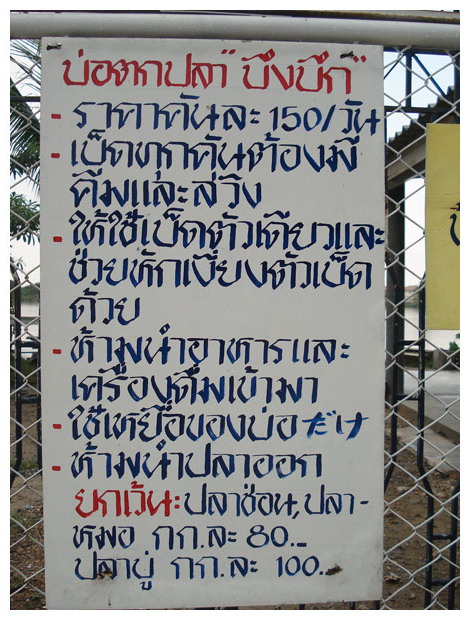 บ่อตกปลา "บึงบึก"
- ราคาคันละ 150/วัน
- เบ็ดทุกคันต้องมี
คีมและสวิง
- ให้ใช้เบ็ดตัวเดียวและ
ช่วยหักเงี่ยงตัวเบ็ด
ด้วย
- ห้ามนำอาหารและ
เครื่องดื่มเข้ามา
- ใช้เหยื่อของบ่อだけ
- ห้ามนำปลาออก
ยกเว้น: ปลาช่อน, ปลา-
หมอ กก.ละ 80._
ปลาบู่ กก.ละ 100._